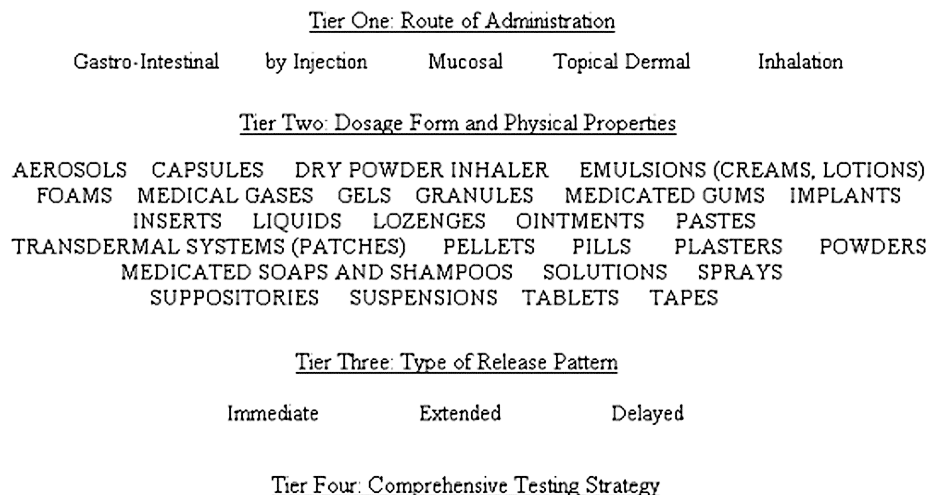 Tier One: Route of Administration
Gastro-Intestinal by Injection Mucosal Topical Dermal Inhalation
Tier Two: Dosage Form and Physical Properties
AEROSOLS CAPSULES DRY POWDER INHALER EMULSIONS (CREAMS, LOTIONS)
FOAMS MEDICAL GASES GELS GRANULES MEDICATED GUMS IMPLANTS
INSERTS LIQUIDS LOZENGES OINTMENTS PASTES
TRANSDERMAL SYSTEMS (PATCHES) PELLETS PILLS PLASTERS POWDERS
MEDICATED SOAPS AND SHAMPOOS SOLUTIONS SPRAYS
SUPPOSITORIES SUSPENSIONS TABLETS TAPES
Tier Three: Type of Release Pattern
Immediate Extended Delayed
Tier Four: Comprehensive Testing Strategy